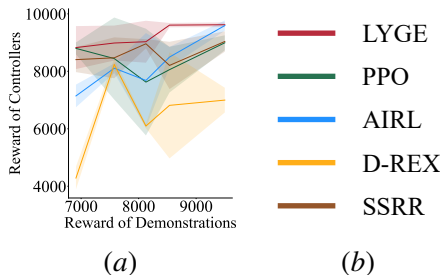 10000
8000
6000
4000
Reward of Controllers
7000 8000 9000
Reward of Demonstrations
(a)
LYGE
PPO
AIRL
D-REX
SSRR
(b)